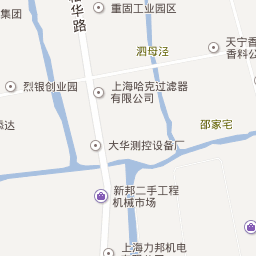 重固工业园区
集团
华路
泗母泾
天宁香
香料公
烈银创业园
上海哈克过滤器
有限公司
邵家宅
大华测控设备厂
新邦二手工程
机械市场
上海力邦机电